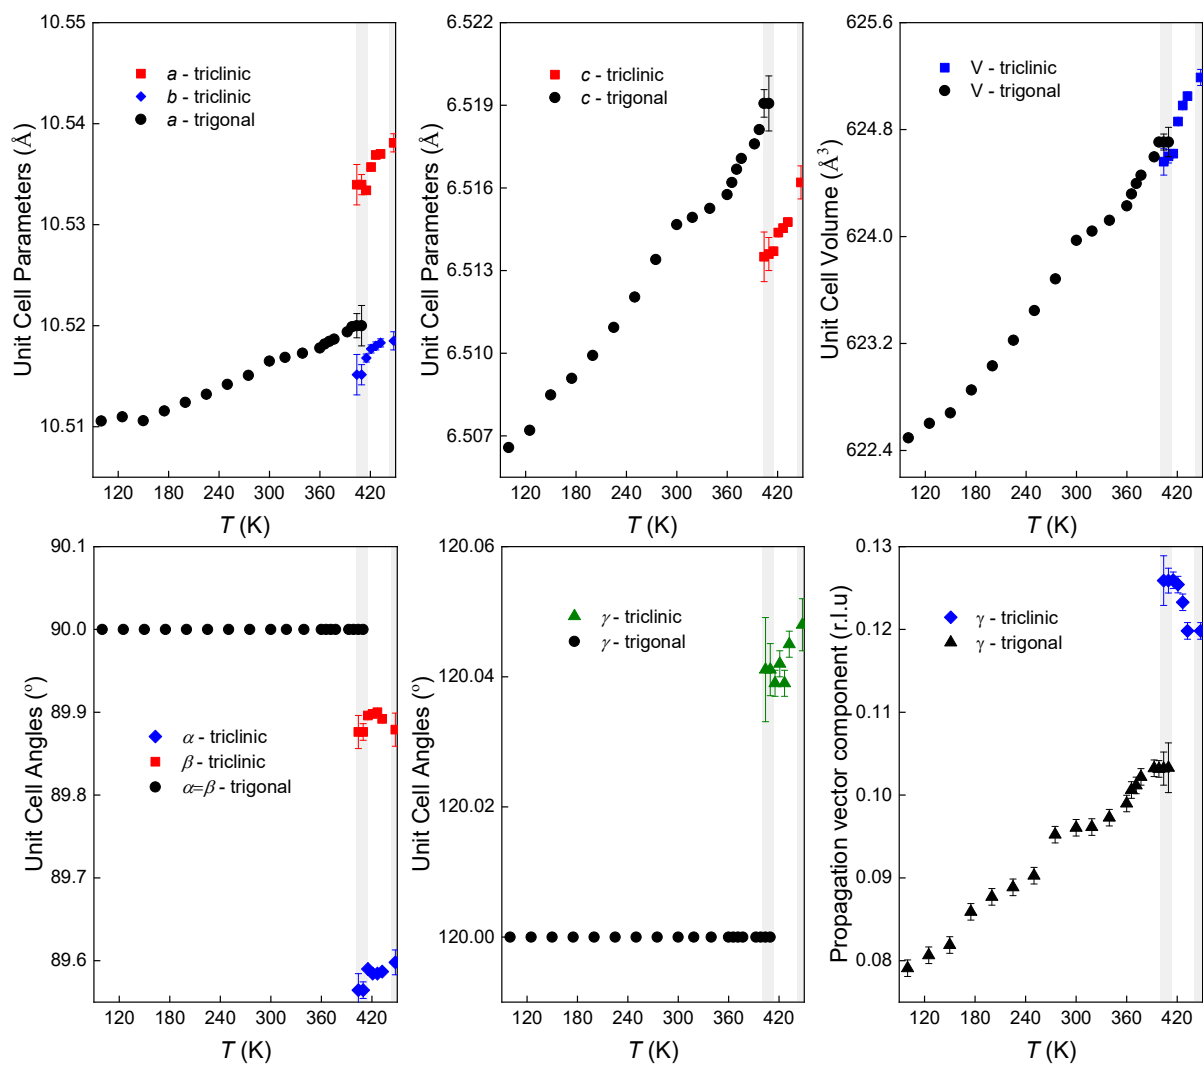 10.55
10.54
10.53
10.52
10.51
Unit Cell Parameters (Å)
a - triclinic
b - triclinic
a - trigonal
120 180 240 300 360 420
T (K)
6.522
6.519
6.516
6.513
6.510
6.507
Unit Cell Parameters (Å)
c - triclinic
c - trigonal
120 180 240 300 360 420
T (K)
625.6
624.8
624.0
623.2
622.4
Unit Cell Volume (Å³)
V - triclinic
V - trigonal
120 180 240 300 360 420
T (K)
90.1
90.0
89.9
89.8
89.7
89.6
Unit Cell Angles (º)
α - triclinic
β - triclinic
α=β - trigonal
120 180 240 300 360 420
T (K)
120.06
120.04
120.02
120.00
Unit Cell Angles (º)
γ - triclinic
γ - trigonal
120 180 240 300 360 420
T (K)
0.13
0.12
0.11
0.10
0.09
0.08
Propagation vector component (r.l.u)
γ - triclinic
γ - trigonal
120 180 240 300 360 420
T (K)